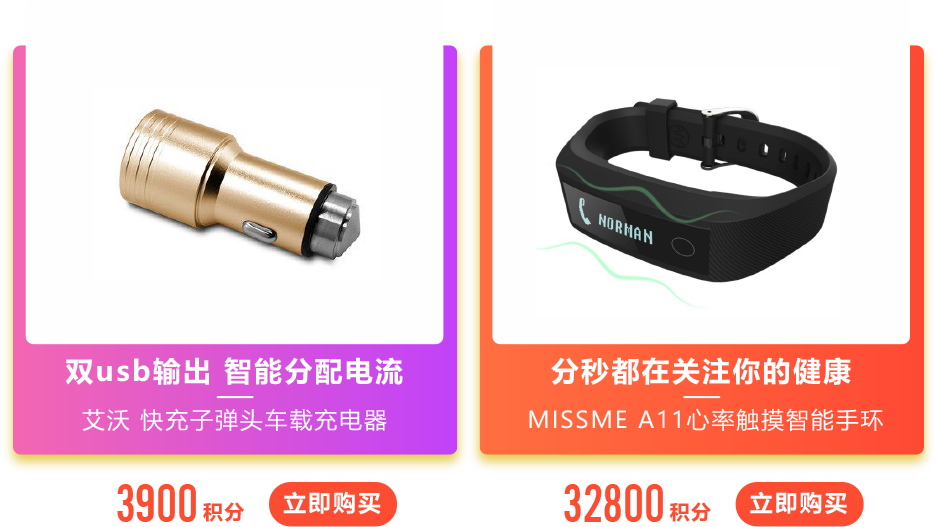 NORMAN
双usb输出 智能分配电流
艾沃 快充子弹头车载充电器
3900积分
立即购买
分秒都在关注你的健康
MISSME A11心率触摸智能手环
32800积分
立即购买